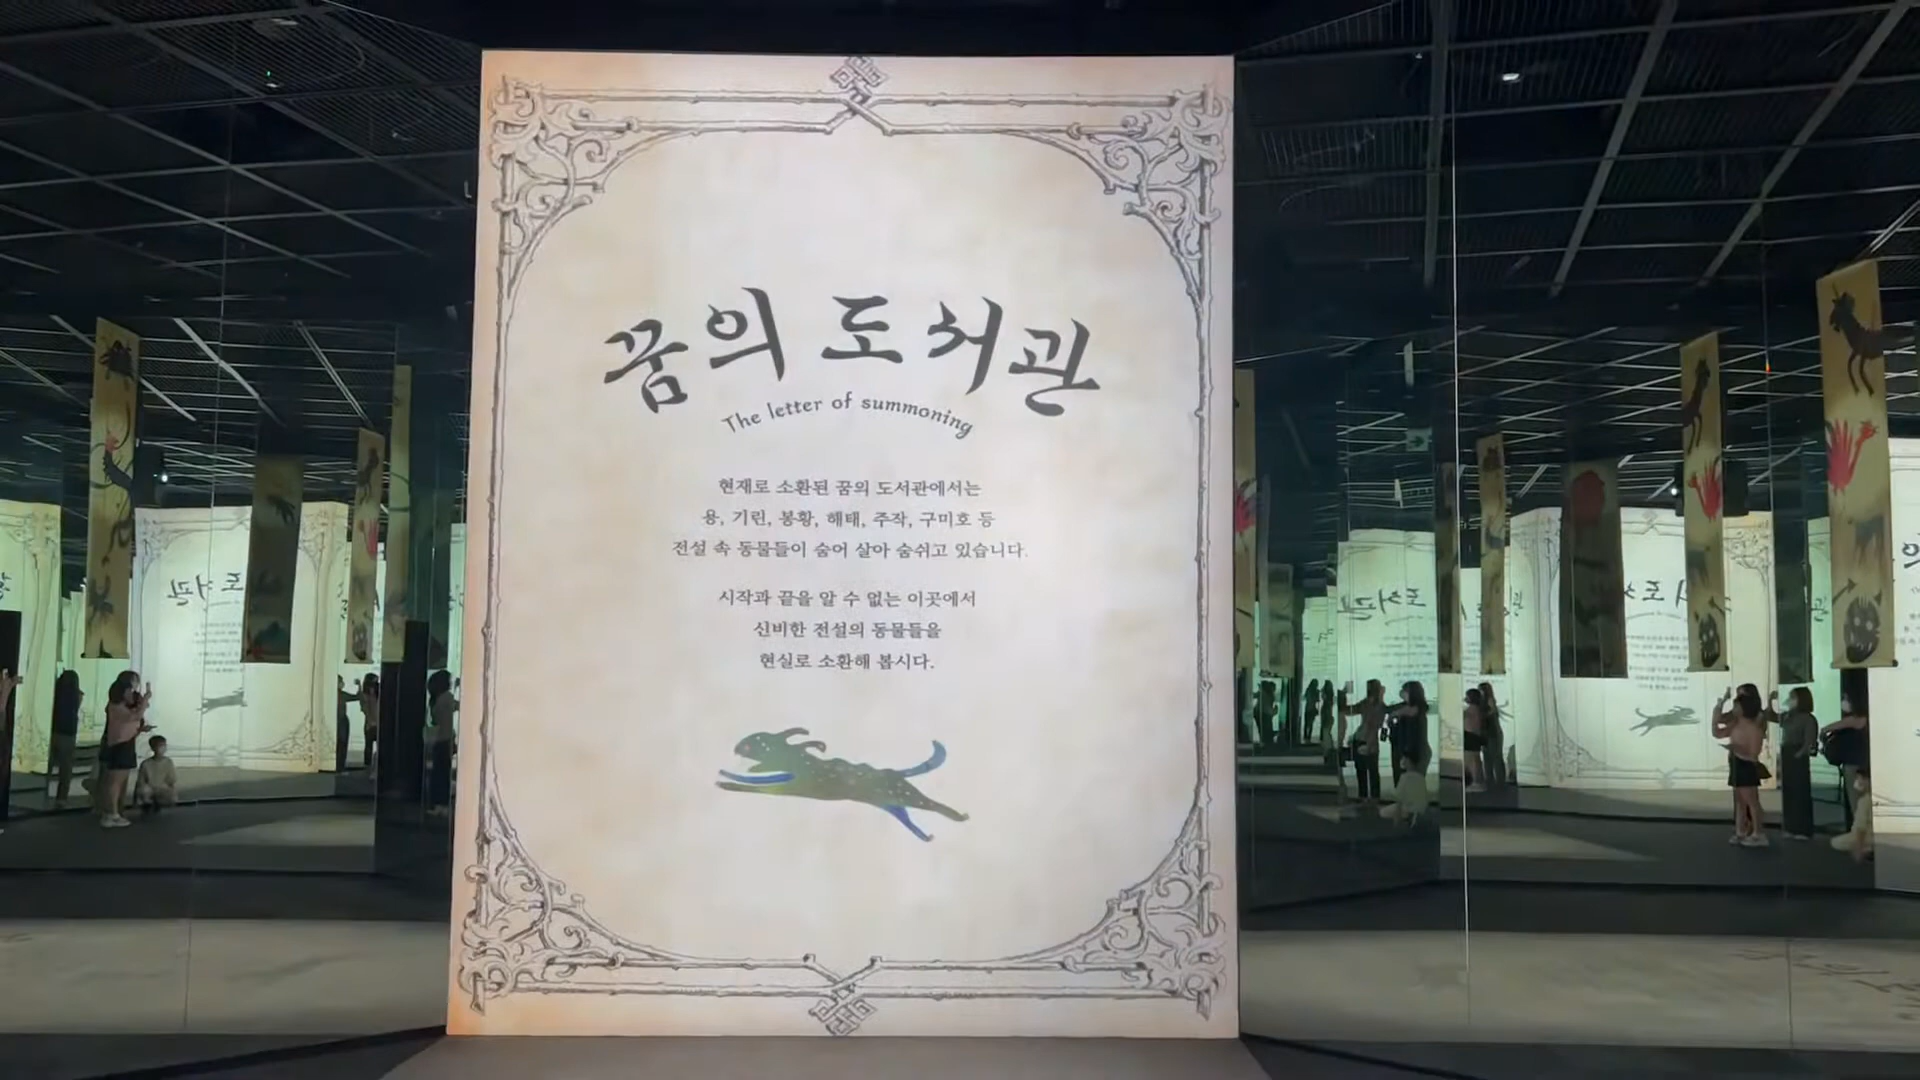 꿈의 도서관
The letter of summoning
현재로 소환된 꿈의 도서관에서는
용, 기린, 봉황, 해태, 주작, 구미호 등
전설 속 동물들이 숨어 살아 숨쉬고 있습니다.
시작과 끝을 알 수 없는 이곳에서
신비한 전설의 동물들을
현실로 소환해 봅시다.